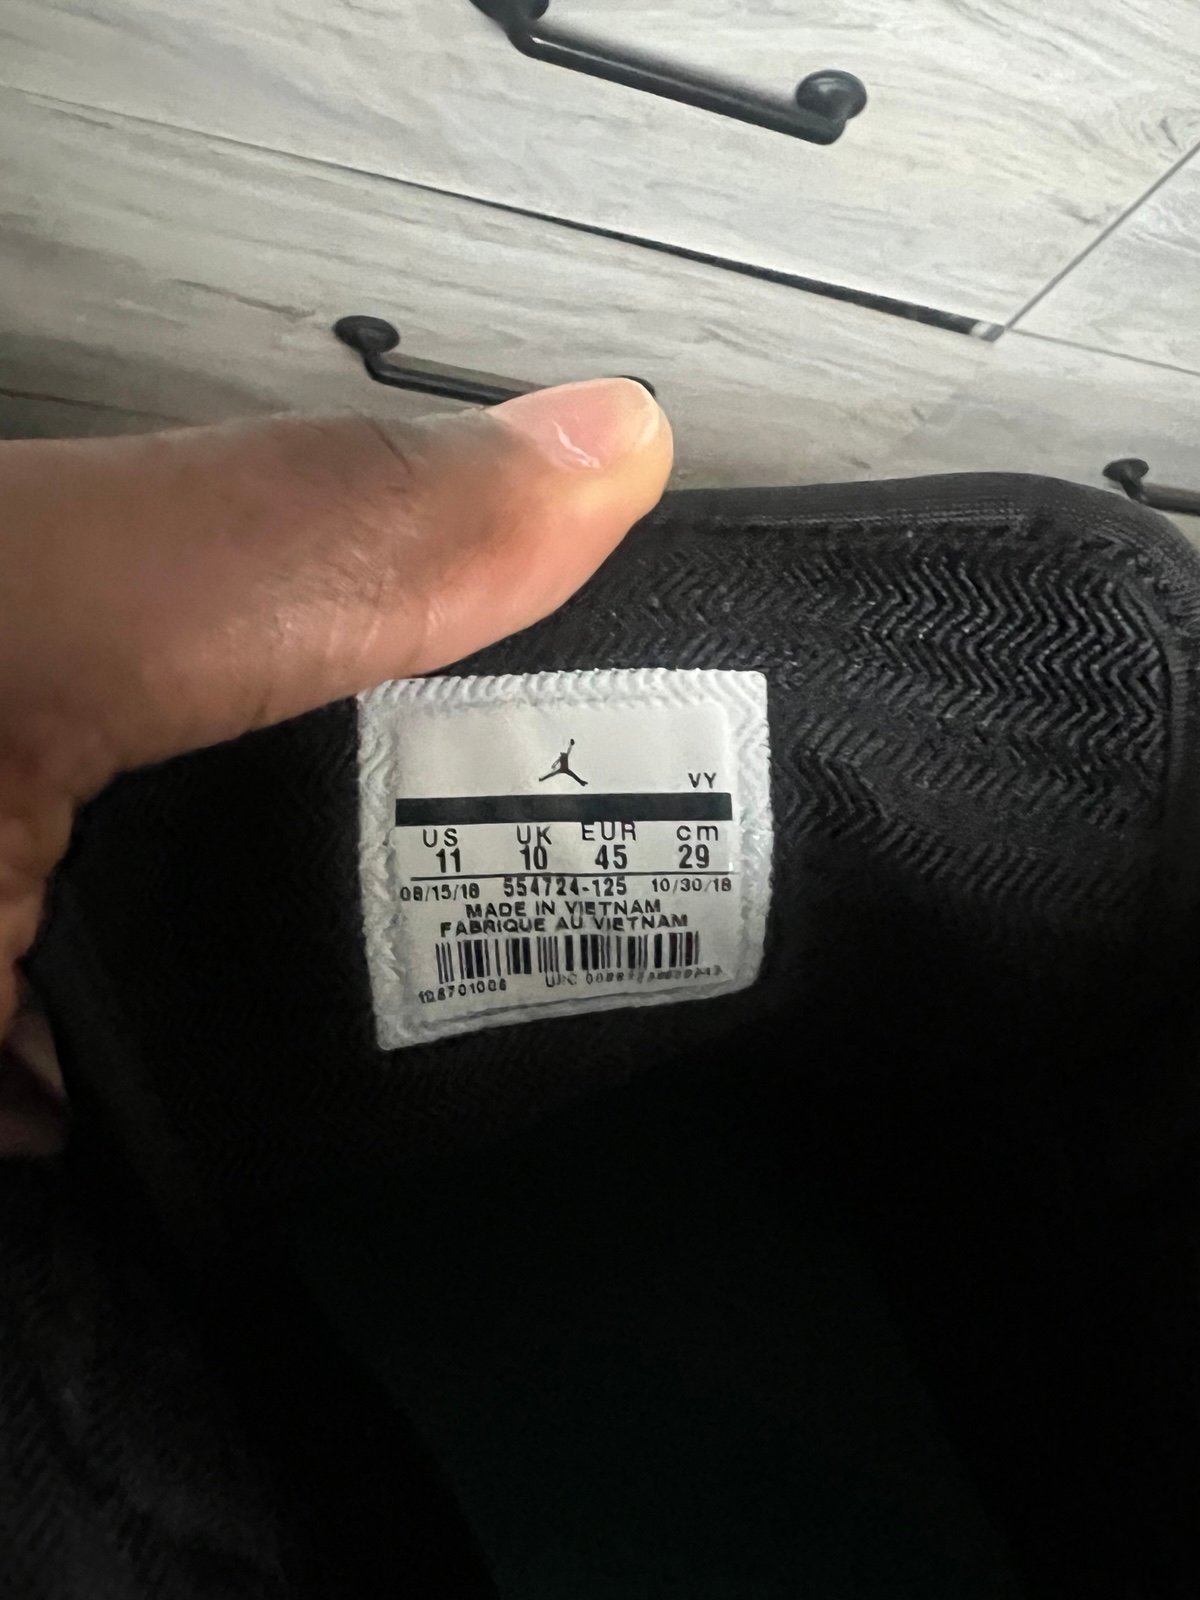 VY
US UK EUR cm
11 10 45 29
08/15/18 554724-125 10/30/18
MADE IN VIETNAM
FABRIQUE AU VIETNAM